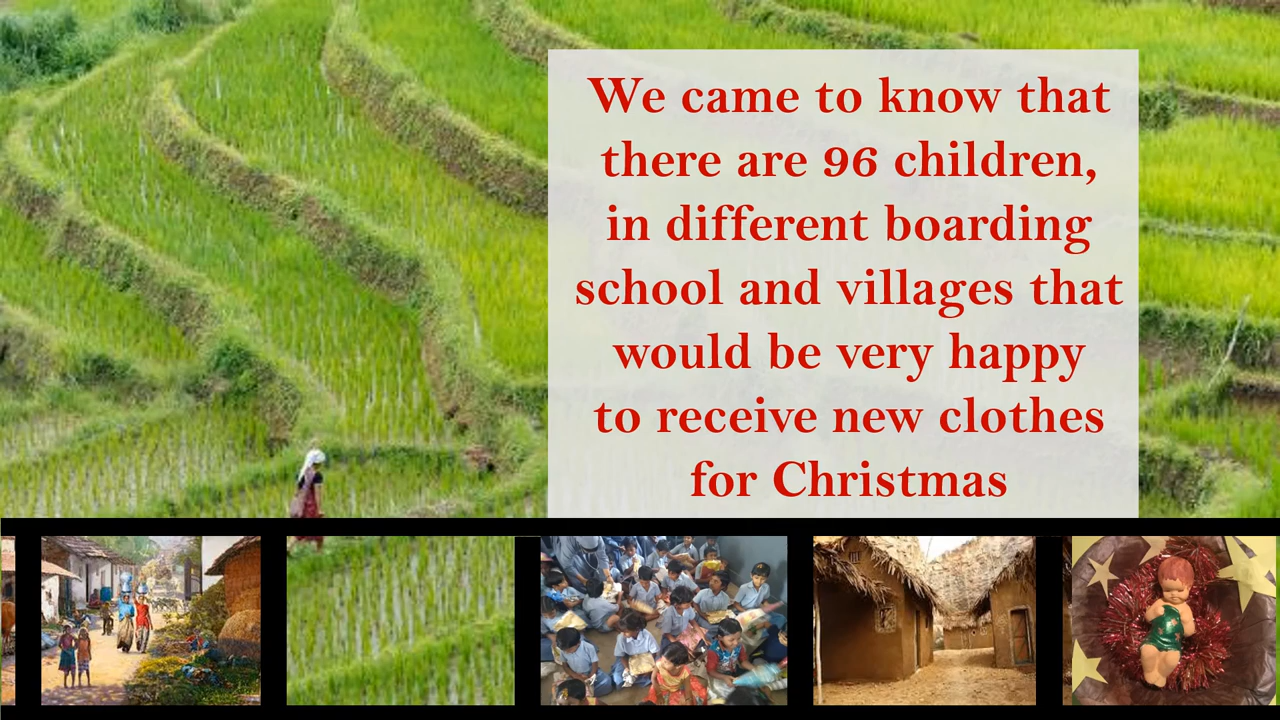 We came to know that
there are 96 children,
in different boarding
school and villages that
would be very happy
to receive new clothes
for Christmas